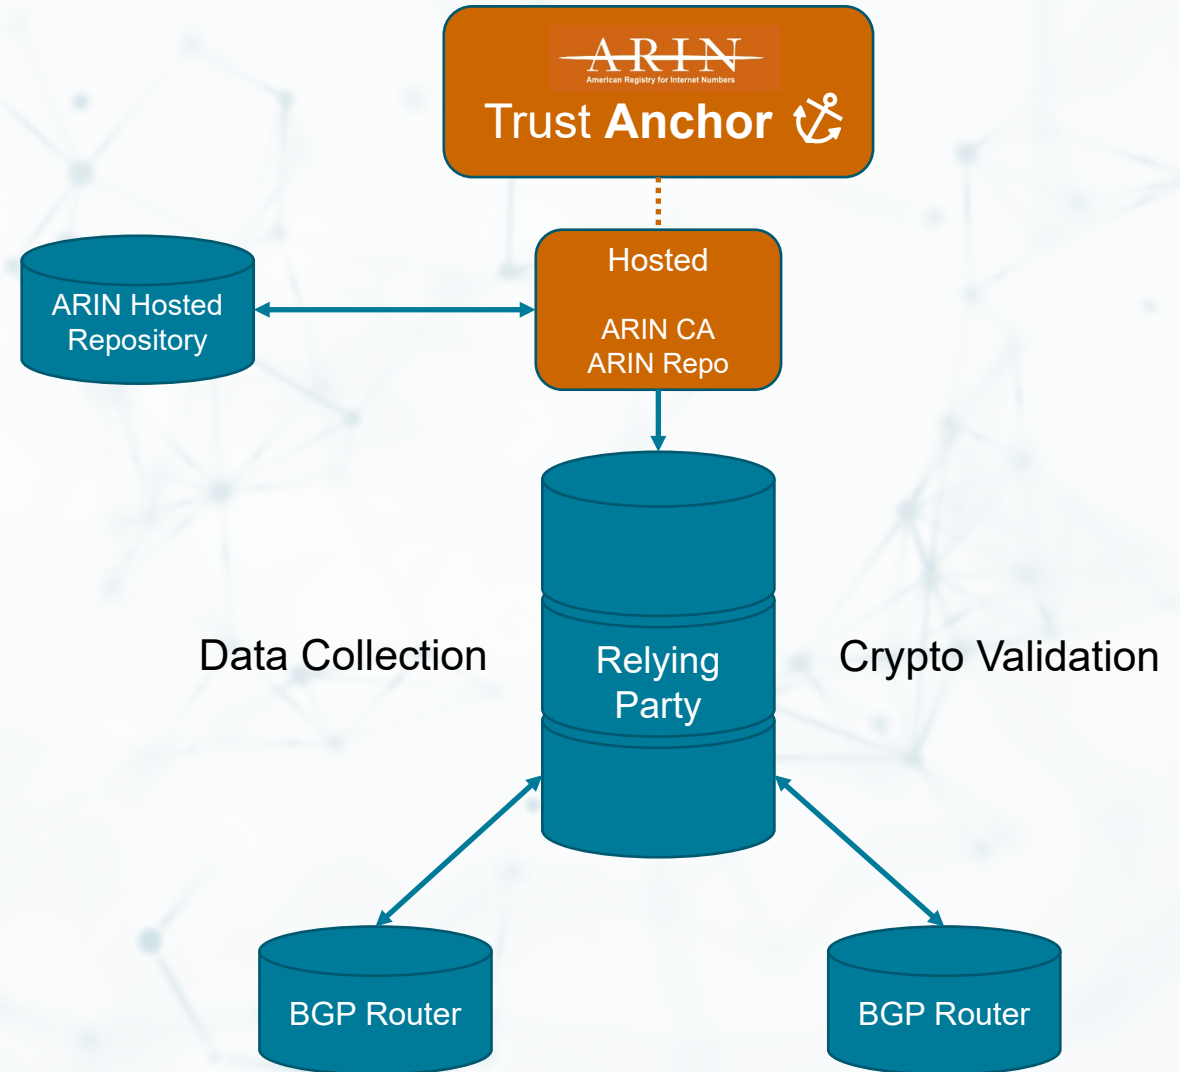 ARIN
American Registry for Internet Numbers
Trust Anchor
Hosted
ARIN CA
ARIN Repo
ARIN Hosted
Repository
Data Collection
Relying
Party
Crypto Validation
BGP Router
BGP Router